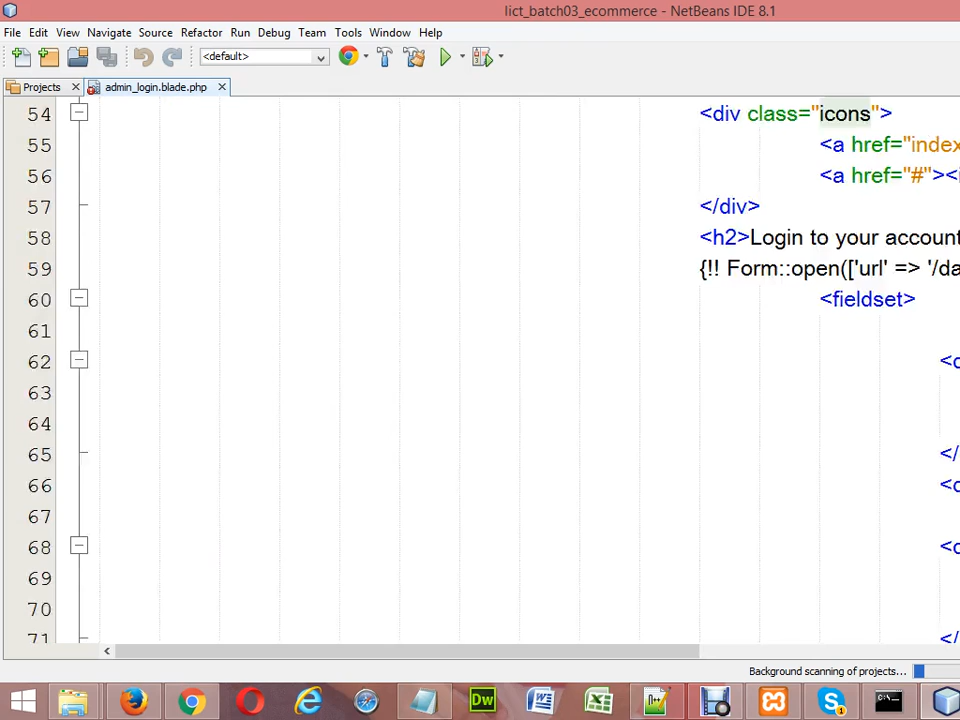 lict_batch03_ecommerce - NetBeans IDE 8.1
File Edit View Navigate Source Refactor Run Debug Team Tools Window Help
<default>
Projects admin_login.blade.php
54 <div class="icons">
55 <a href="index
56 <a href="#"><i
57 </div>
58 <h2>Login to your account
59 {!! Form::open(['url' => '/da
60 <fieldset>
61
62 <d
63
64
65 </
66 <d
67
68 <d
69
70
71 </
Background scanning of projects...